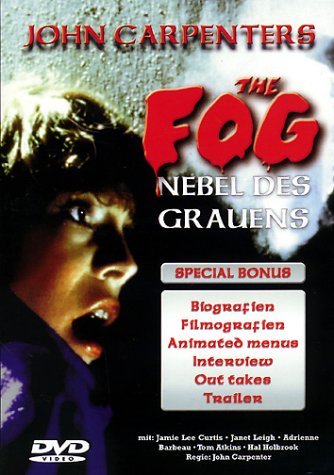 JOHN CARPENTERS
THE
FOG
NEBEL DES
GRAUENS
SPECIAL BONUS
Biografien
Filmografien
Animated menus
Interview
Out takes
Trailer
DVD
VIDEO
mit: Jamie Lee Curtis · Janet Leigh · Adrienne
Barbeau · Tom Atkins · Hal Holbrook
Regie: John Carpenter